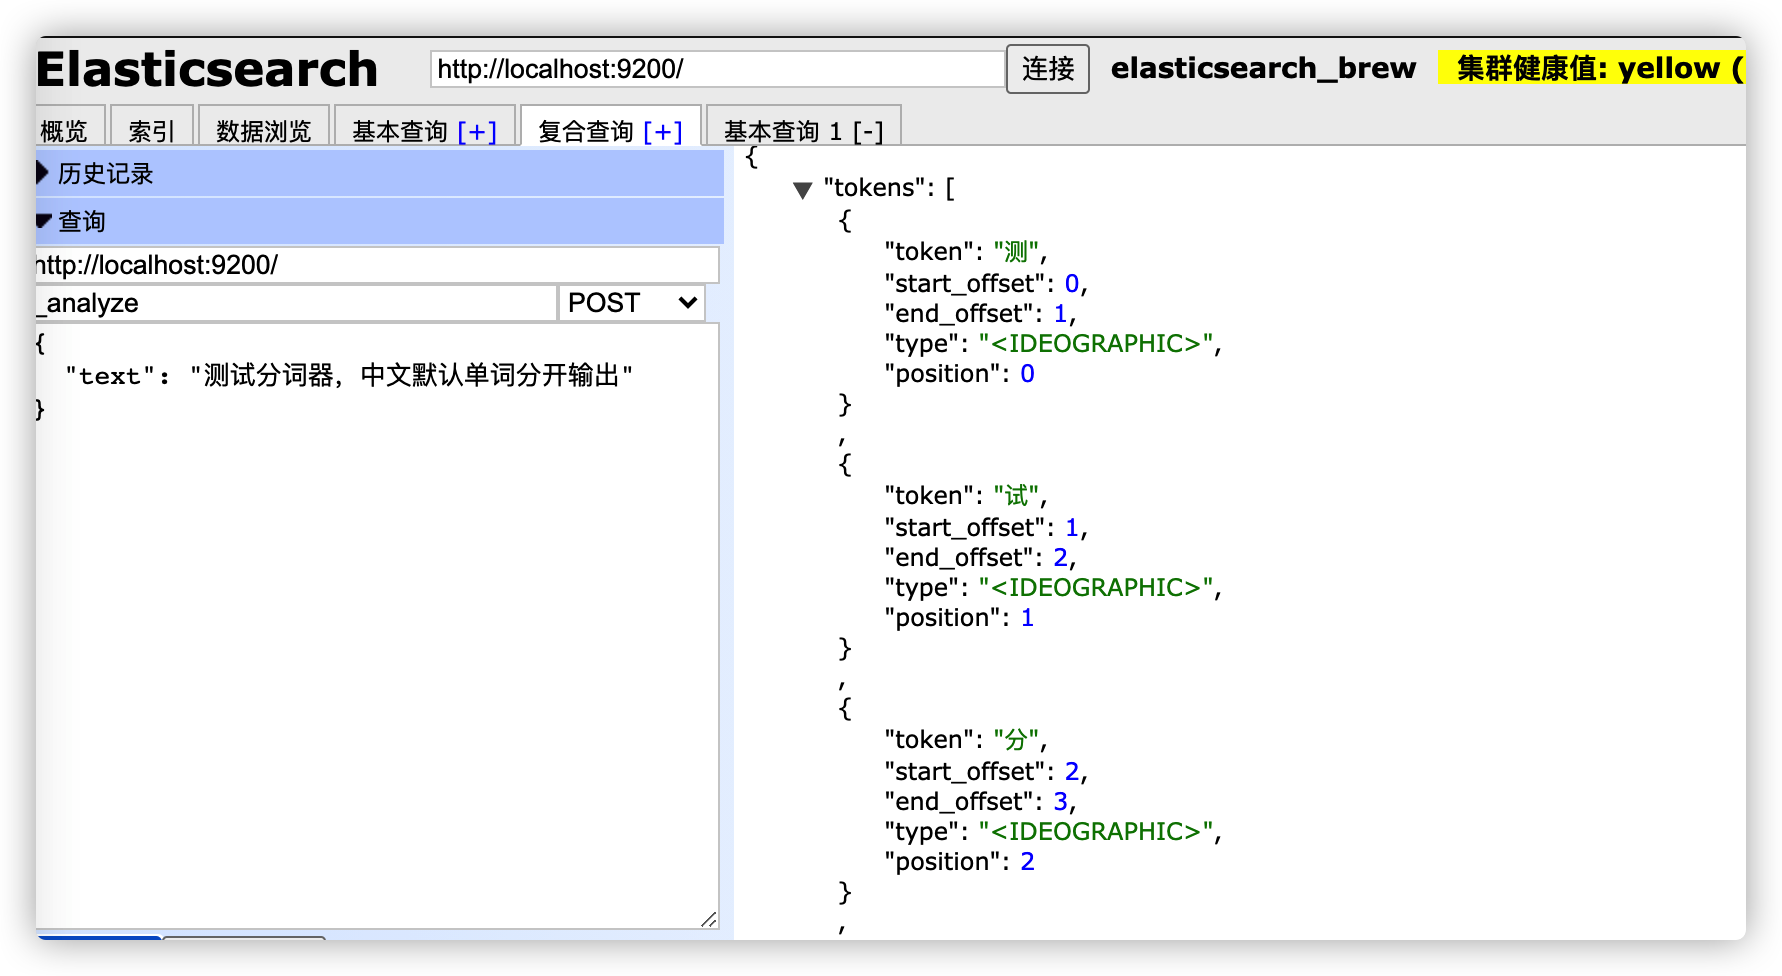 Elasticsearch http://localhost:9200/ 连接 elasticsearch_brew 集群健康值: yellow (
概览 索引 数据浏览 基本查询 [+] 复合查询 [+] 基本查询 1 [-]
历史记录
查询
http://localhost:9200/
_analyze POST
{
"text": "测试分词器，中文默认单词分开输出"
}
{
"tokens": [
{
"token": "测",
"start_offset": 0,
"end_offset": 1,
"type": "<IDEOGRAPHIC>",
"position": 0
}
,
{
"token": "试",
"start_offset": 1,
"end_offset": 2,
"type": "<IDEOGRAPHIC>",
"position": 1
}
,
{
"token": "分",
"start_offset": 2,
"end_offset": 3,
"type": "<IDEOGRAPHIC>",
"position": 2
}
,